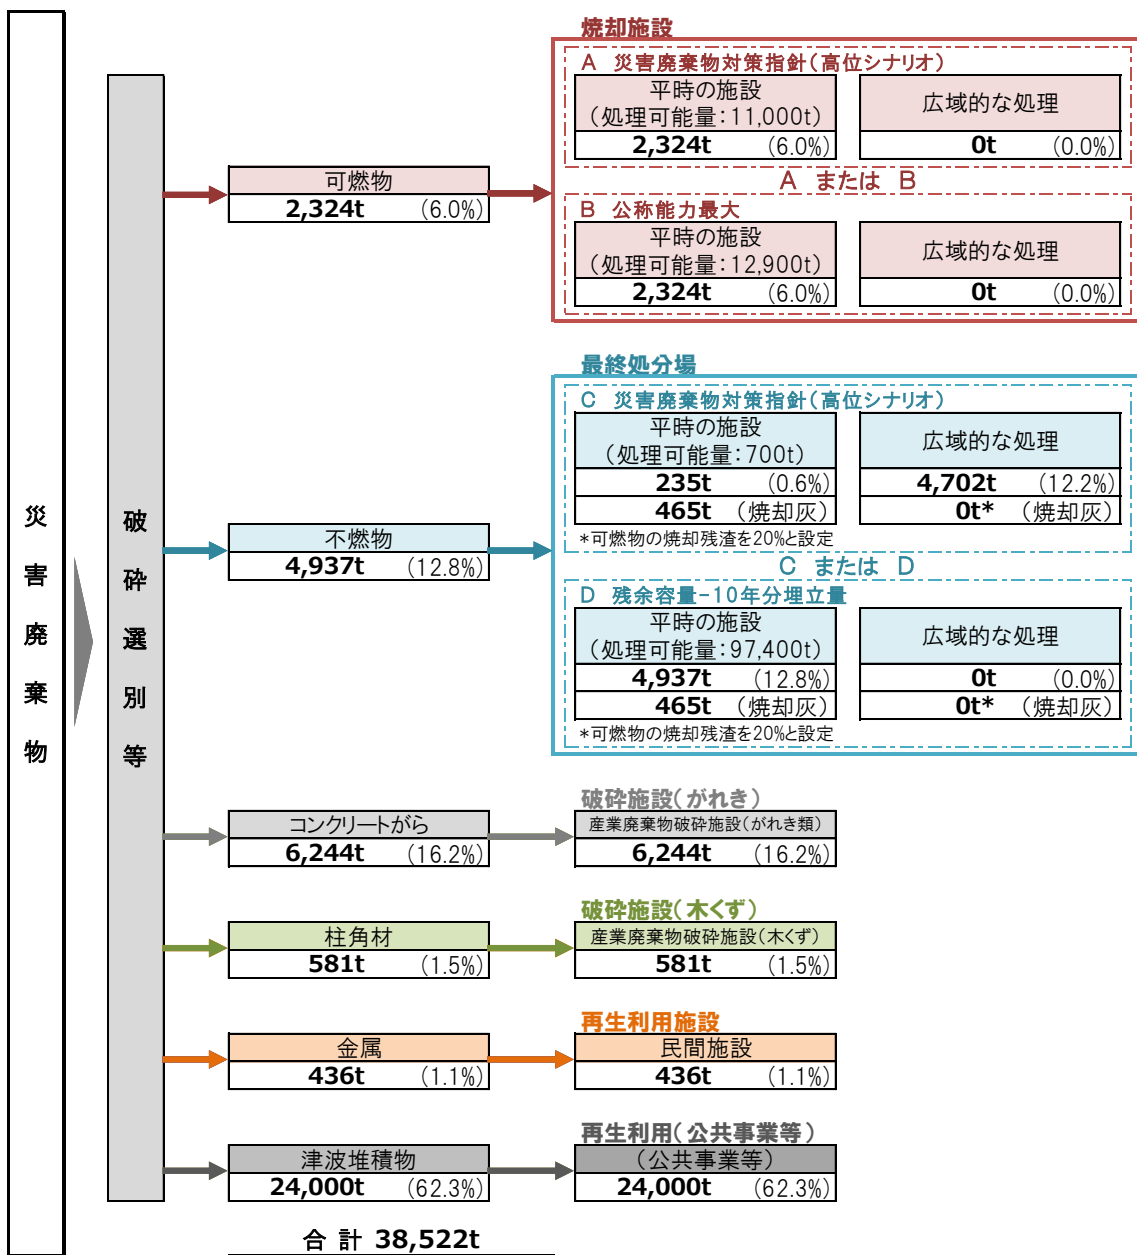 災害廃棄物
破砕選別等
焼却施設
A 災害廃棄物対策指針(高位シナリオ)
平時の施設
(処理可能量:11,000t)
広域的な処理
2,324t (6.0%)
0t (0.0%)
A または B
可燃物
2,324t (6.0%)
B 公称能力最大
平時の施設
(処理可能量:12,900t)
広域的な処理
2,324t (6.0%)
0t (0.0%)
最終処分場
C 災害廃棄物対策指針(高位シナリオ)
平時の施設
(処理可能量:700t)
広域的な処理
235t (0.6%)
4,702t (12.2%)
465t (焼却灰)
0t* (焼却灰)
*可燃物の焼却残渣を20%と設定
不燃物
4,937t (12.8%)
C または D
D 残余容量-10年分埋立量
平時の施設
(処理可能量:97,400t)
広域的な処理
4,937t (12.8%)
0t (0.0%)
465t (焼却灰)
0t* (焼却灰)
*可燃物の焼却残渣を20%と設定
破砕施設(がれき)
コンクリートがら
産業廃棄物破砕施設(がれき類)
6,244t (16.2%)
6,244t (16.2%)
破砕施設(木くず)
柱角材
産業廃棄物破砕施設(木くず)
581t (1.5%)
581t (1.5%)
再生利用施設
金属
民間施設
436t (1.1%)
436t (1.1%)
再生利用(公共事業等)
津波堆積物
(公共事業等)
24,000t (62.3%)
24,000t (62.3%)
合計 38,522t